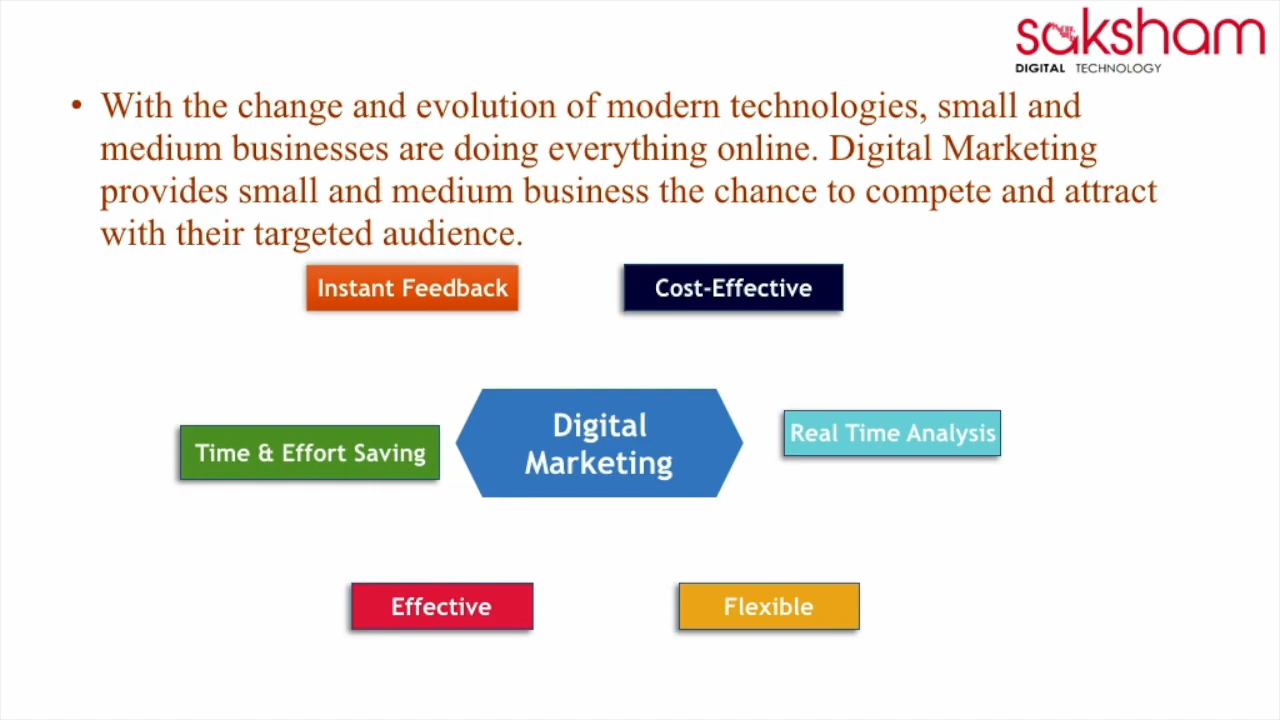 saksham
DIGITAL TECHNOLOGY
• With the change and evolution of modern technologies, small and
medium businesses are doing everything online. Digital Marketing
provides small and medium business the chance to compete and attract
with their targeted audience.
Instant Feedback
Cost-Effective
Digital
Marketing
Time & Effort Saving
Real Time Analysis
Effective
Flexible